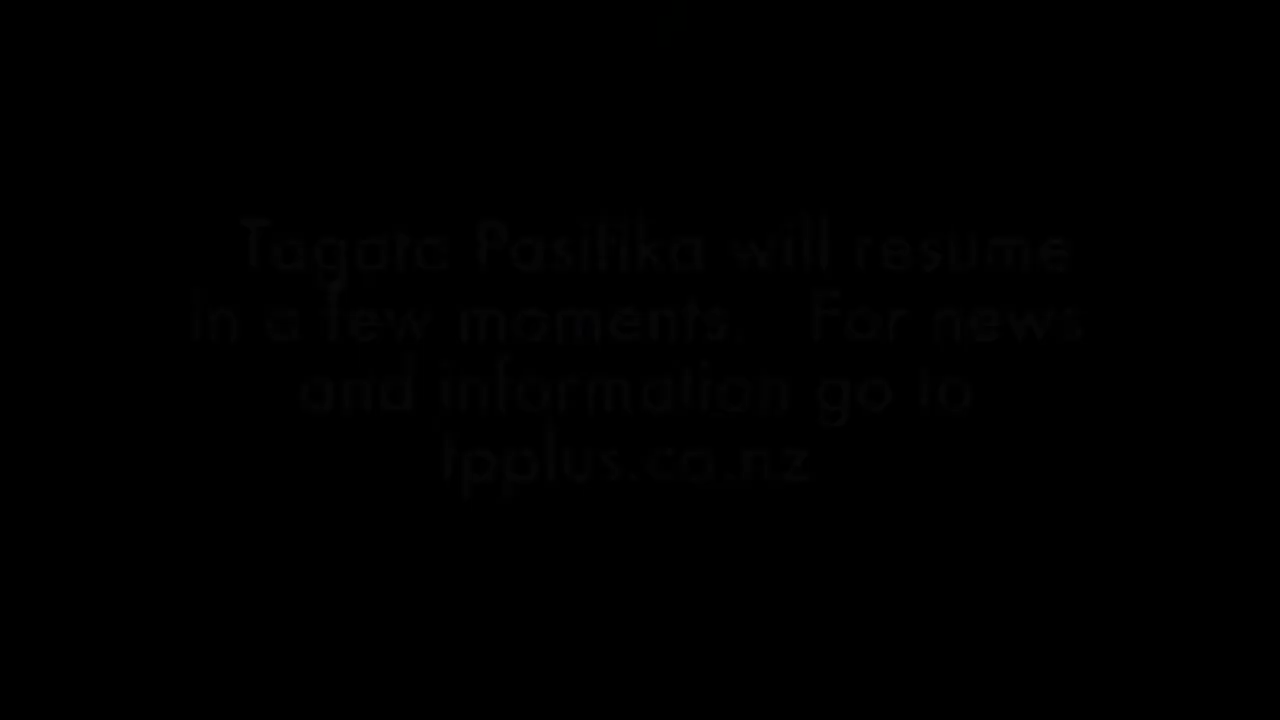 Tagata Pasifika will resume
in a few moments. For news
and information go to
tpplus.co.nz